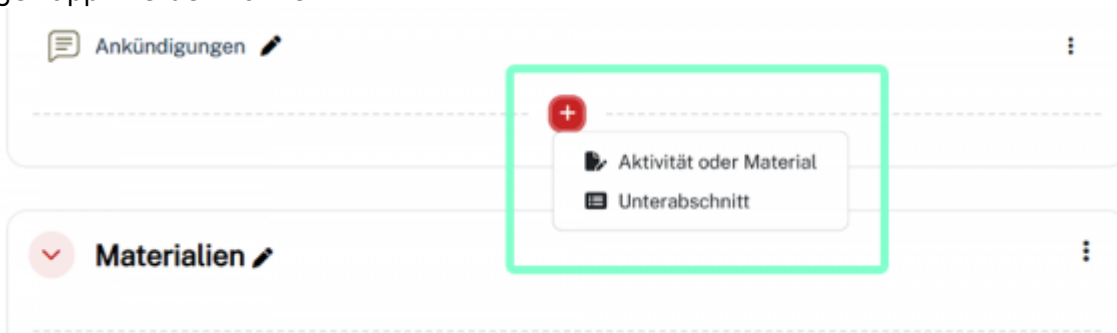 Ankündigungen
Aktivität oder Material
Unterabschnitt
Materialien